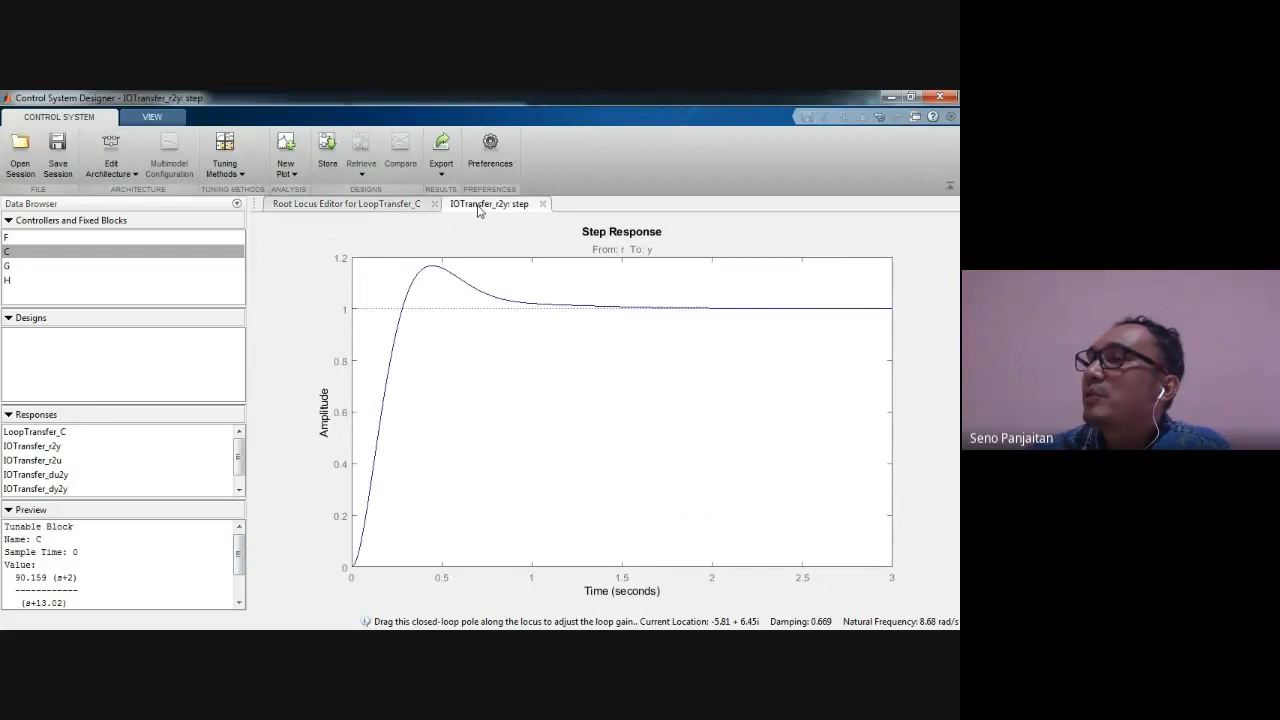 Control System Designer - IOTransfer_r2y: step
CONTROL SYSTEM
VIEW
Open Session
Save Session
Edit Architecture
Multimodel Configuration
Tuning Methods
New Plot
Store
Retrieve
Compare
Export
Preferences
FILE
ARCHITECTURE
TUNING METHODS
ANALYSIS
DESIGNS
RESULTS
PREFERENCES
Data Browser
Root Locus Editor for LoopTransfer_C
IOTransfer_r2y: step
Controllers and Fixed Blocks
F
C
G
H
Designs
Responses
LoopTransfer_C
IOTransfer_r2y
IOTransfer_r2u
IOTransfer_du2y
IOTransfer_dy2y
Preview
Tunable Block
Name: C
Sample Time: 0
Value:
90.159 (s+2)
------------
(s+13.02)
Step Response
From: r To: y
1.2
1
0.8
0.6
0.4
0.2
0
Amplitude
0
0.5
1
1.5
2
2.5
3
Time (seconds)
Drag this closed-loop pole along the locus to adjust the loop gain.. Current Location: -5.81 + 6.45i Damping: 0.669 Natural Frequency: 8.68 rad/s
Seno Panjaitan